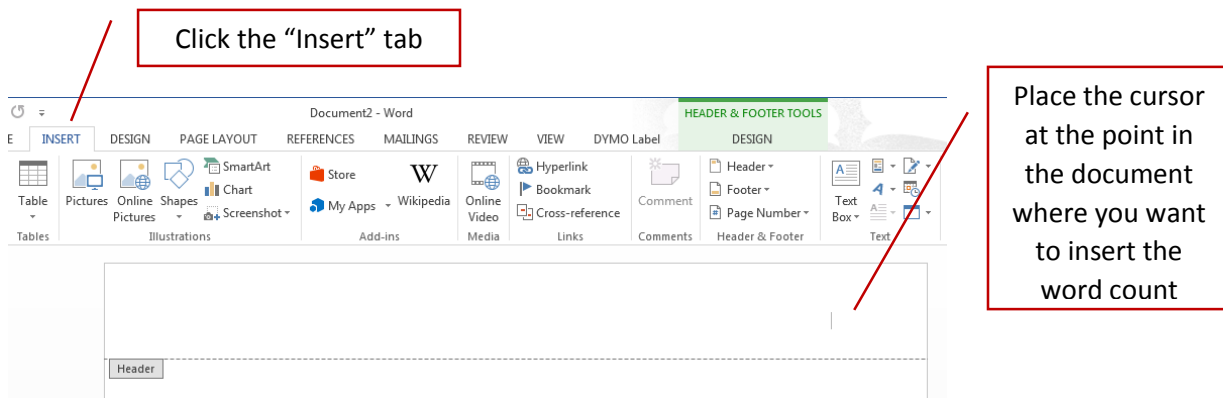 Click the “Insert” tab
Place the cursor
at the point in
the document
where you want
to insert the
word count
Document2 - Word
HEADER & FOOTER TOOLS
E INSERT DESIGN PAGE LAYOUT REFERENCES MAILINGS REVIEW VIEW DYMO Label DESIGN
Table
Pictures
Online
Pictures
Shapes
SmartArt
Chart
Screenshot
Store
My Apps
W
Wikipedia
Online
Video
Hyperlink
Bookmark
Cross-reference
Comment
Header
Footer
Page Number
A
Text
Box
A
A
Tables Illustrations Add-ins Media Links Comments Header & Footer Text
Header